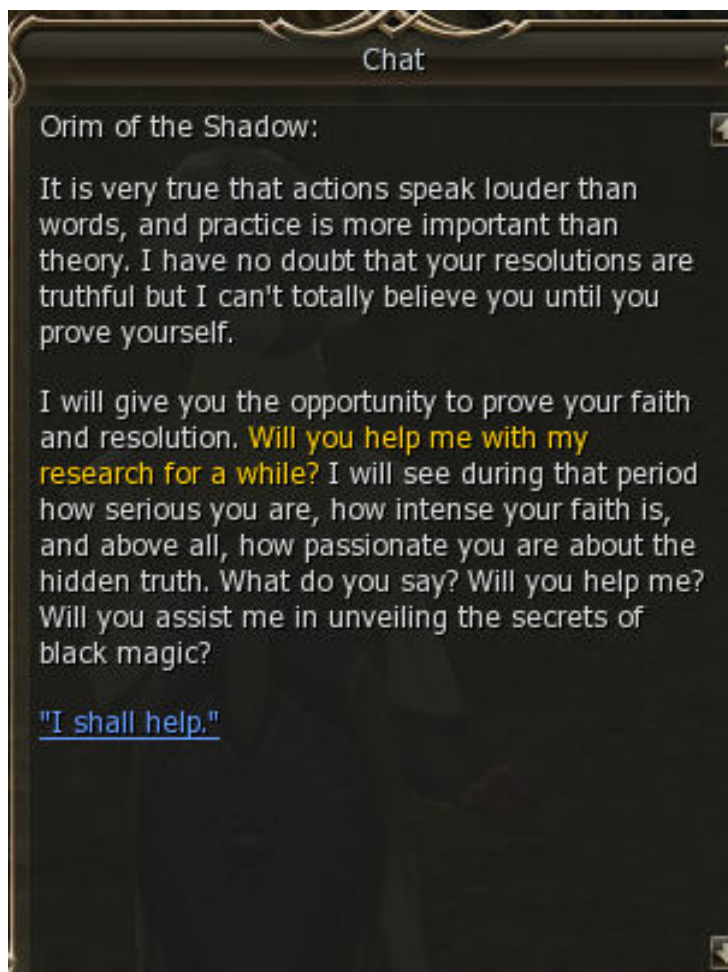 Chat
Orim of the Shadow:
It is very true that actions speak louder than
words, and practice is more important than
theory. I have no doubt that your resolutions are
truthful but I can't totally believe you until you
prove yourself.
I will give you the opportunity to prove your faith
and resolution. Will you help me with my
research for a while? I will see during that period
how serious you are, how intense your faith is,
and above all, how passionate you are about the
hidden truth. What do you say? Will you help me?
Will you assist me in unveiling the secrets of
black magic?
"I shall help."